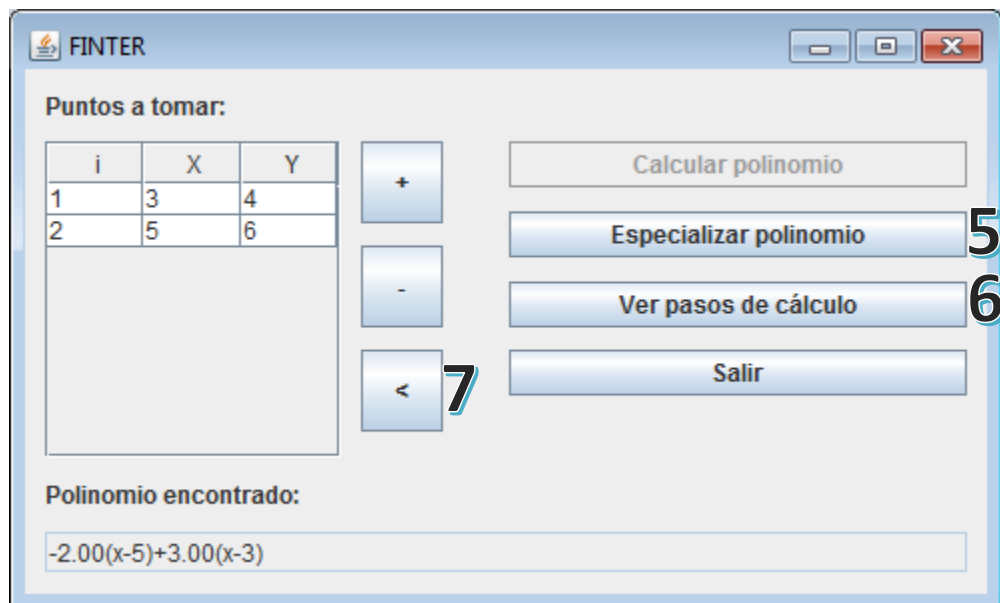 FINTER
Puntos a tomar:
i X Y
1 3 4
2 5 6
+
-
<
7
Calcular polinomio
Especializar polinomio 5
Ver pasos de cálculo 6
Salir
Polinomio encontrado:
-2.00(x-5)+3.00(x-3)